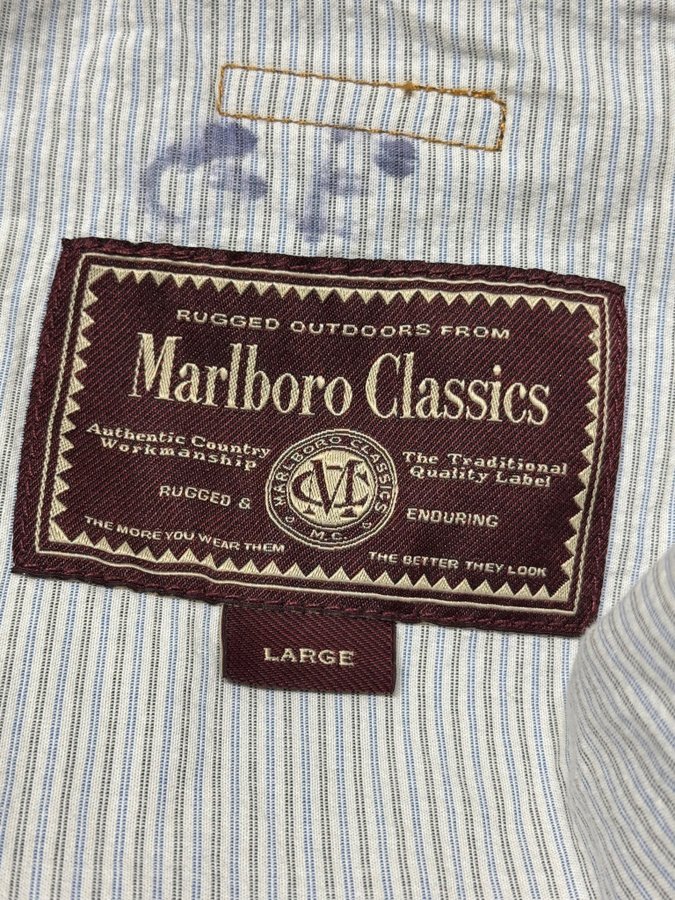 RUGGED OUTDOORS FROM
Marlboro Classics
Authentic Country
Workmanship
The Traditional
Quality Label
MARLBORO CLASSICS
MC
M.C.
RUGGED &
ENDURING
THE MORE YOU WEAR THEM
THE BETTER THEY LOOK
LARGE